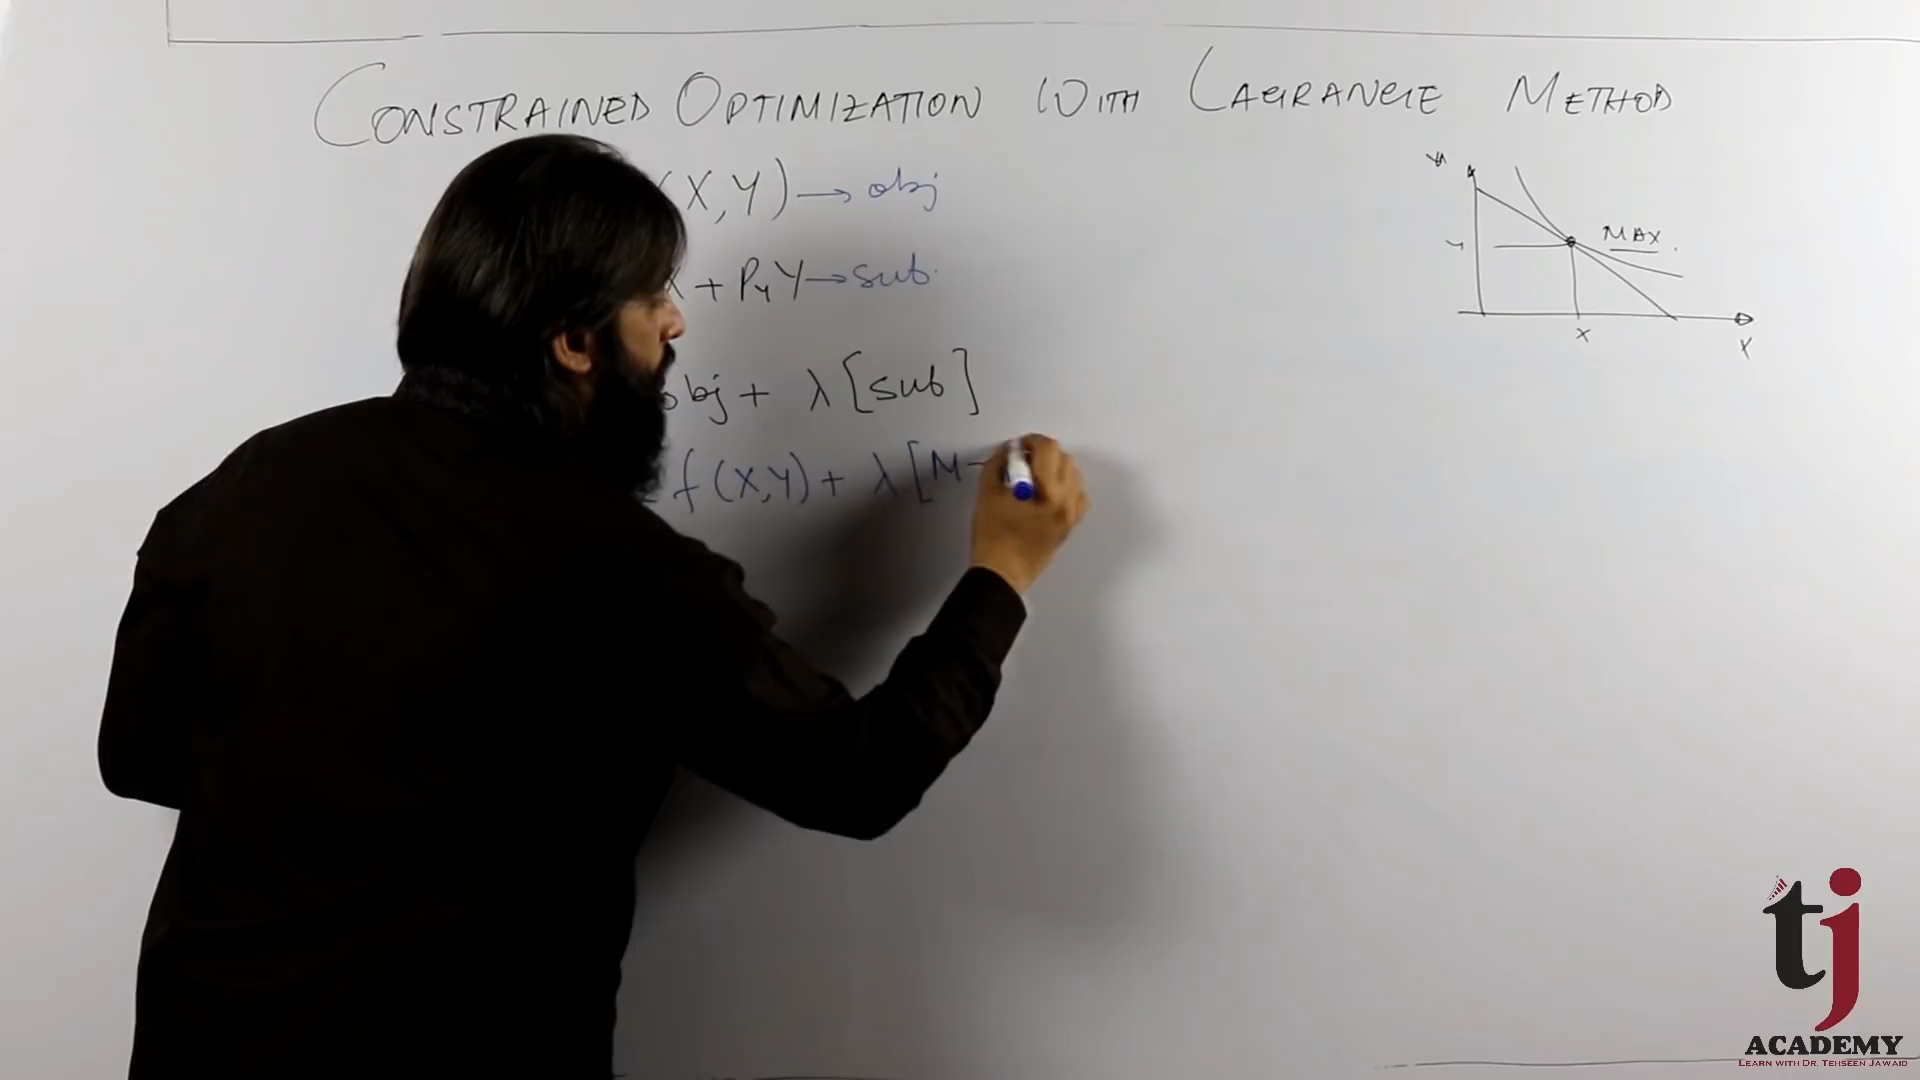 CONSTRAINED OPTIMIZATION WITH LAGRANGE METHOD
X, Y) → obj
+ PY Y → sub.
obj + λ [sub]
f (X,Y) + λ [M -
Y
MAX.
Y
X
X
tj
ACADEMY
LEARN WITH DR. TEHSEEN JAWAID